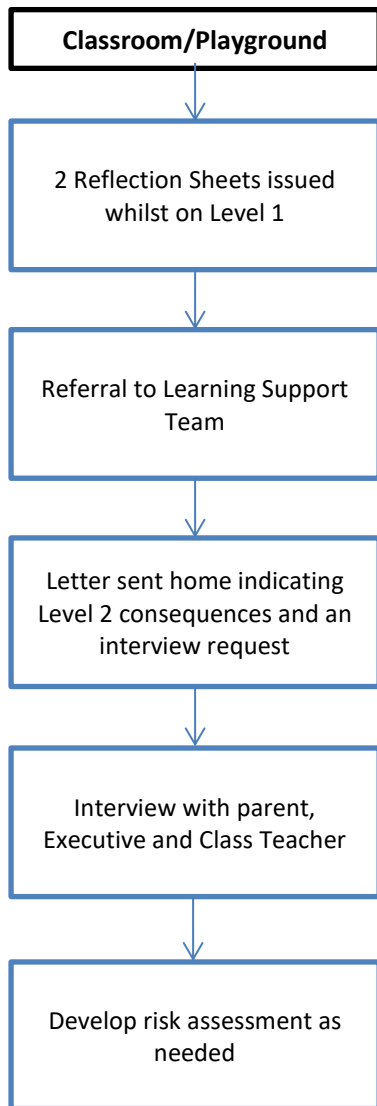 Classroom/Playground
2 Reflection Sheets issued
whilst on Level 1
Referral to Learning Support
Team
Letter sent home indicating
Level 2 consequences and an
interview request
Interview with parent,
Executive and Class Teacher
Develop risk assessment as
needed